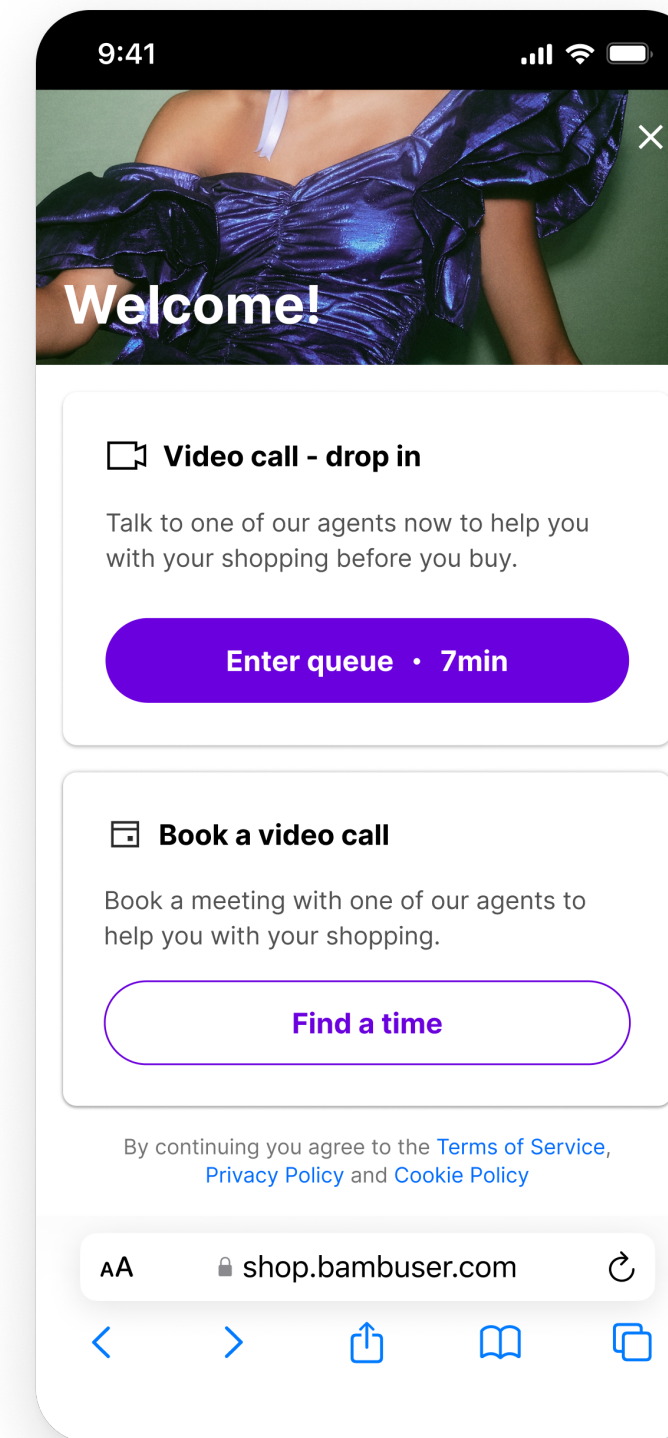 9:41
Welcome!
Video call - drop in
Talk to one of our agents now to help you
with your shopping before you buy.
Enter queue • 7min
Book a video call
Book a meeting with one of our agents to
help you with your shopping.
Find a time
By continuing you agree to the Terms of Service,
Privacy Policy and Cookie Policy
AA shop.bambuser.com